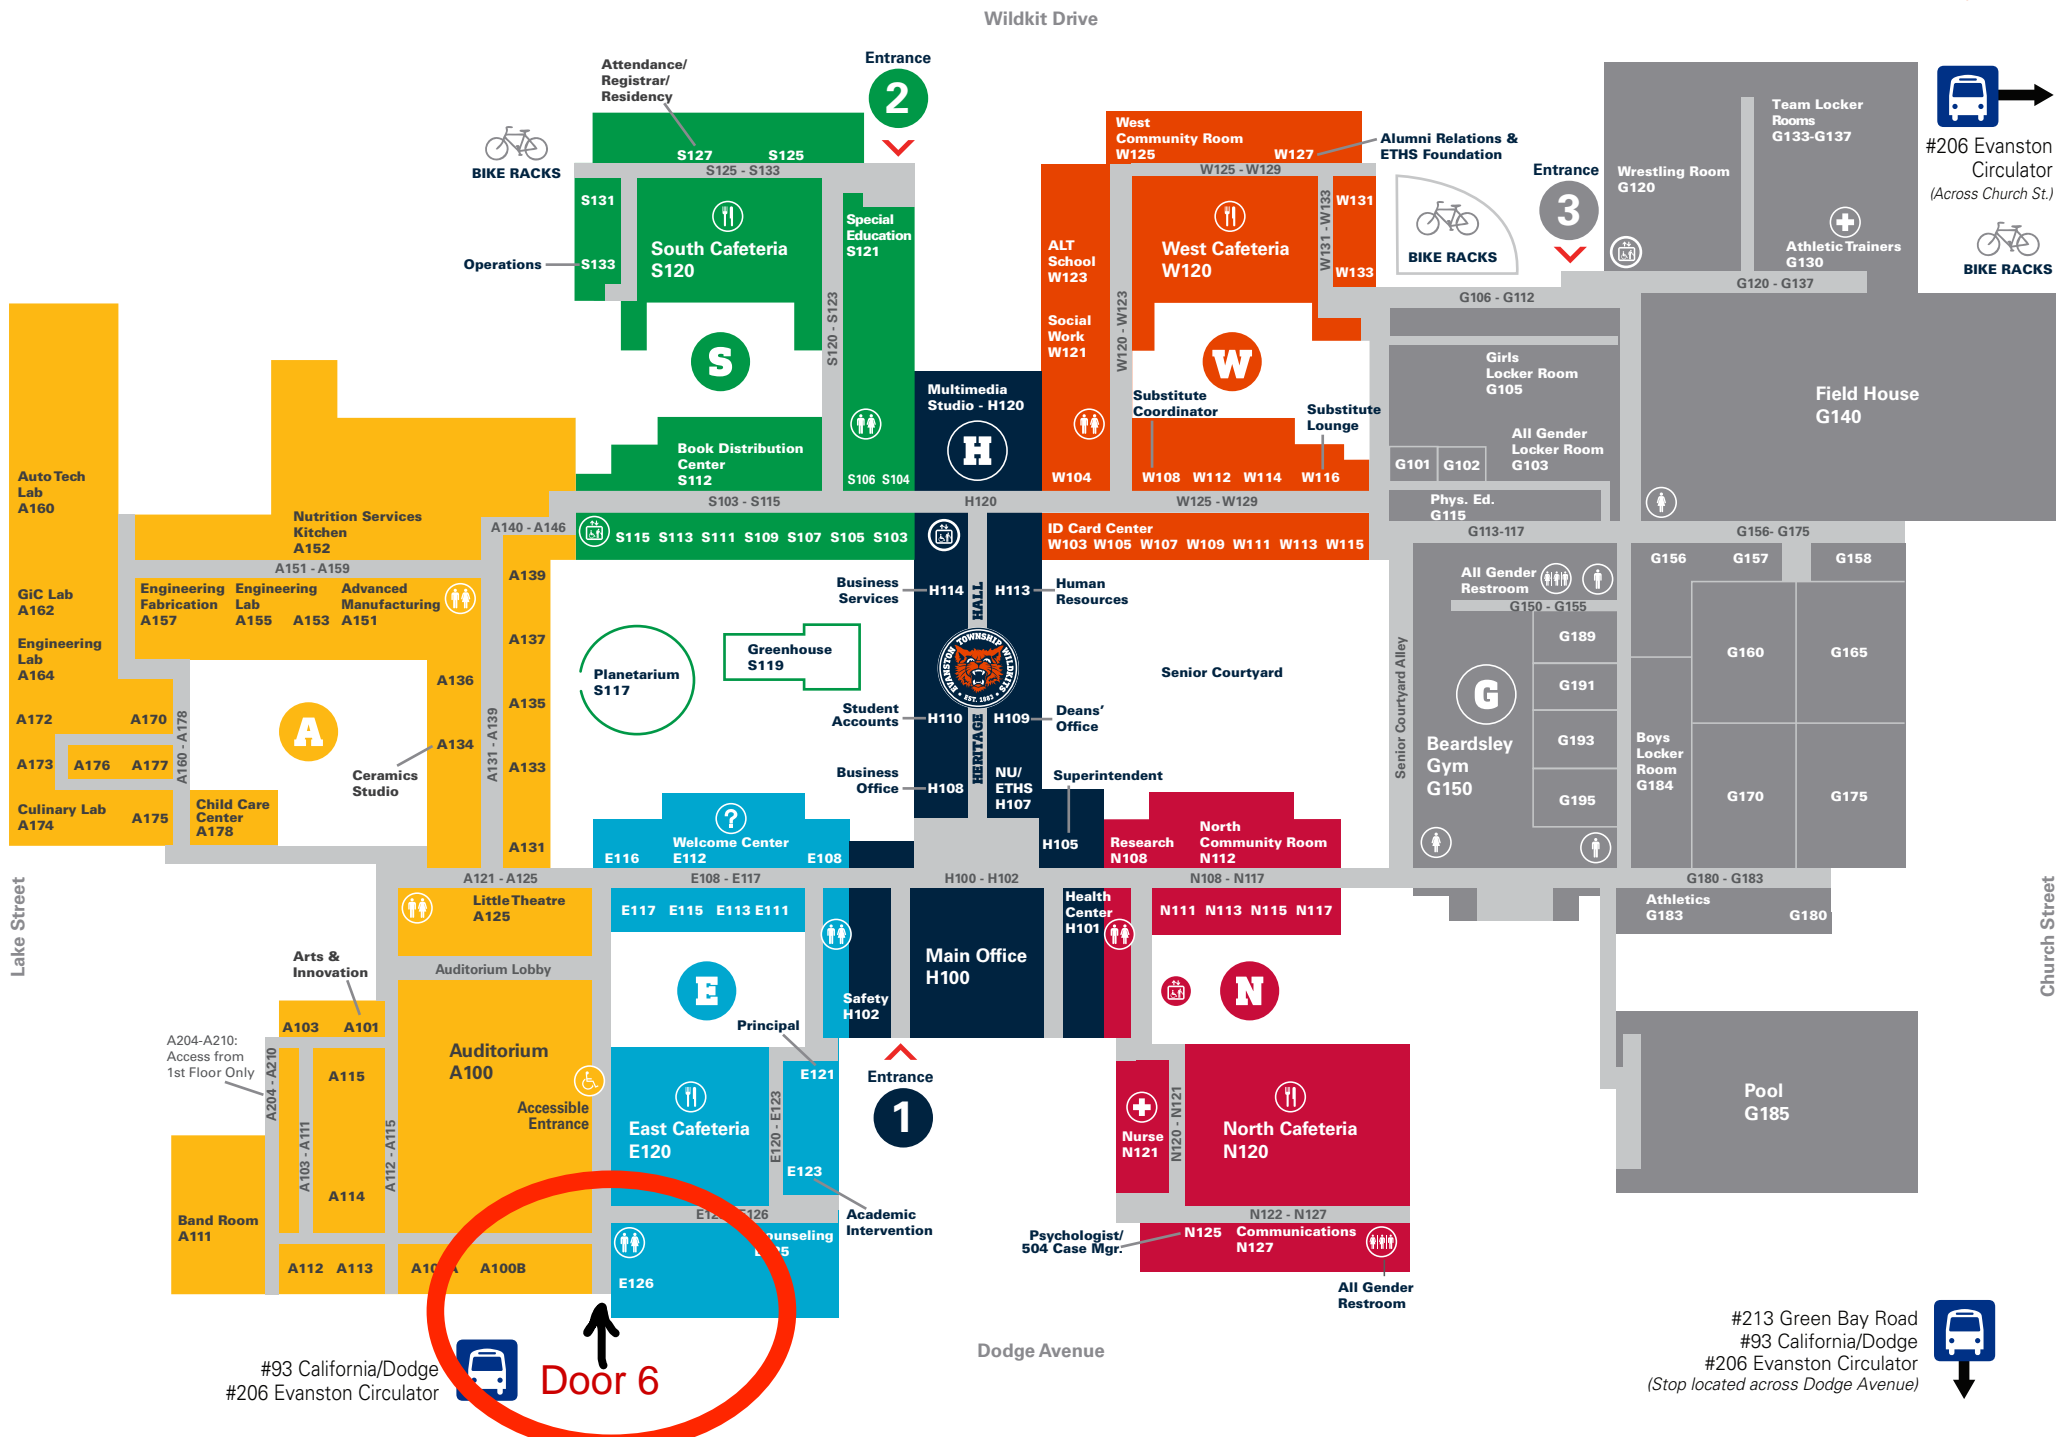 Wildkit Drive
Attendance/
Registrar/
Residency
Entrance
2
BIKE RACKS
S127
S125
S125 - S133
S131
Operations
S133
South Cafeteria
S120
Special
Education
S121
S120 - S123
S
Book Distribution
Center
S112
S106
S104
S103 - S115
S115
S113
S111
S109
S107
S105
S103
Multimedia
Studio - H120
H
H120
West
Community Room
W125
W127
Alumni Relations &
ETHS Foundation
W125 - W129
W131
W131 - W133
W133
West Cafeteria
W120
ALT
School
W123
Social
Work
W121
W120 - W123
W
Substitute
Coordinator
Substitute
Lounge
W104
W108
W112
W114
W116
W125 - W129
ID Card Center
W103
W105
W107
W109
W111
W113
W115
BIKE RACKS
Entrance
3
Wrestling Room
G120
Team Locker
Rooms
G133-G137
Athletic Trainers
G130
#206 Evanston
Circulator
(Across Church St.)
BIKE RACKS
G106 - G112
G120 - G137
Girls
Locker Room
G105
All Gender
Locker Room
G103
G101
G102
Phys. Ed.
G115
Field House
G140
G113-117
G156- G175
G156
G157
G158
All Gender
Restroom
G150 - G155
G189
G191
G193
G195
G160
G165
G170
G175
G
Beardsley
Gym
G150
Boys
Locker
Room
G184
Senior Courtyard Alley
G180 - G183
Athletics
G183
G180
Pool
G185
Church Street
Auto Tech
Lab
A160
GiC Lab
A162
Engineering
Lab
A164
A172
A170
A173
A176
A177
Culinary Lab
A174
A175
A160 - A178
Child Care
Center
A178
Nutrition Services
Kitchen
A152
A140 - A146
A151 - A159
Engineering
Fabrication
A157
Engineering
Lab
A155
A153
Advanced
Manufacturing
A151
A
A139
A137
A136
A135
A134
Ceramics
Studio
A133
A131
A131 - A139
Planetarium
S117
Greenhouse
S119
Business
Services
H114
H113
Human
Resources
HALL
EVANSTON TOWNSHIP WILDKITS
EST. 1883
Senior Courtyard
Student
Accounts
H110
H109
Deans'
Office
HERITAGE
Business
Office
H108
NU/
ETHS
H107
Superintendent
H105
Welcome Center
E112
E116
E108
Research
N108
North
Community Room
N112
A121 - A125
E108 - E117
H100 - H102
N108 - N117
Lake Street
Little Theatre
A125
E117
E115
E113
E111
Health
Center
H101
N111
N113
N115
N117
Arts &
Innovation
Auditorium Lobby
E
Main Office
H100
N
Safety
H102
Principal
A103
A101
A204-A210:
Access from
1st Floor Only
A204 - A210
A115
A103 - A111
A112 - A115
A114
Auditorium
A100
Accessible
Entrance
East Cafeteria
E120
E120 - E123
E121
E123
Academic
Intervention
Entrance
1
Nurse
N121
N120 - N121
North Cafeteria
N120
N122 - N127
Psychologist/
504 Case Mgr.
N125
Communications
N127
All Gender
Restroom
Band Room
A111
A112
A113
A100B
E126
Dodge Avenue
#93 California/Dodge
#206 Evanston Circulator
Door 6
#213 Green Bay Road
#93 California/Dodge
#206 Evanston Circulator
(Stop located across Dodge Avenue)